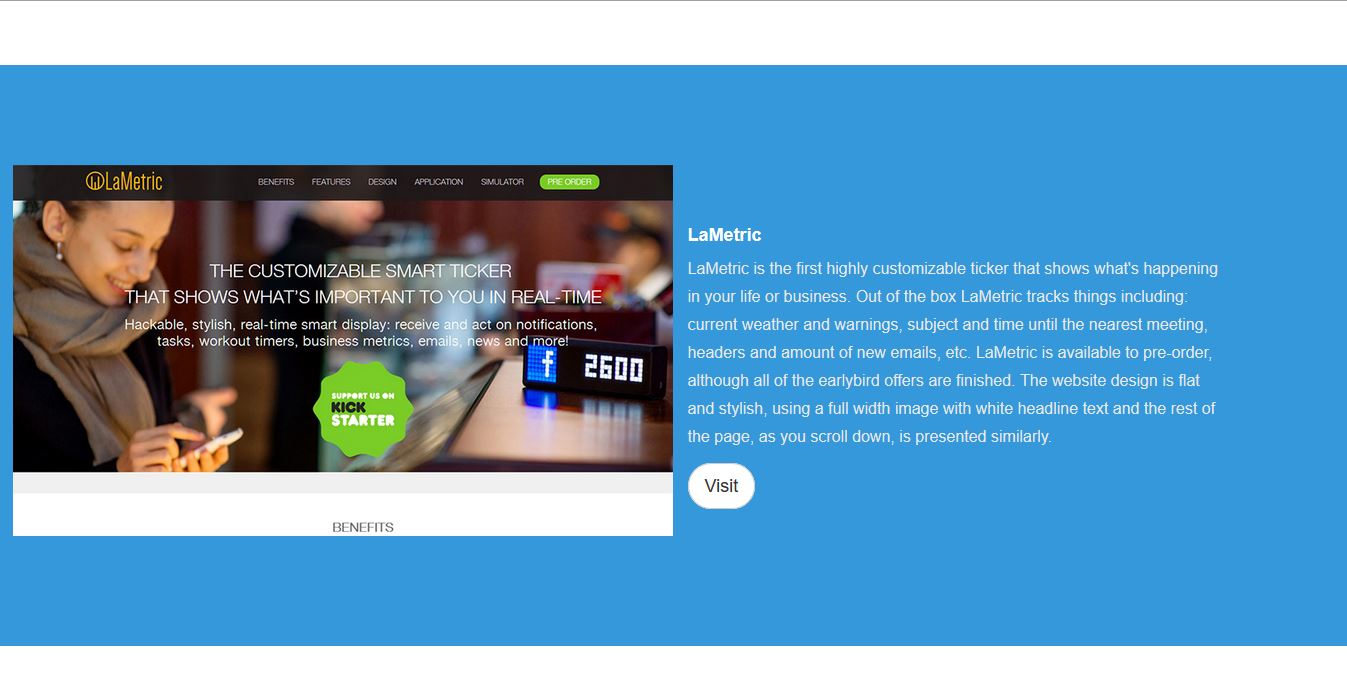 LaMetric
BENEFITS FEATURES DESIGN APPLICATION SIMULATOR PRE ORDER
THE CUSTOMIZABLE SMART TICKER
THAT SHOWS WHAT'S IMPORTANT TO YOU IN REAL-TIME
Hackable, stylish, real-time smart display: receive and act on notifications,
tasks, workout timers, business metrics, emails, news and more!
f 2600
SUPPORT US ON
KICK
STARTER
BENEFITS
LaMetric
LaMetric is the first highly customizable ticker that shows what's happening
in your life or business. Out of the box LaMetric tracks things including:
current weather and warnings, subject and time until the nearest meeting,
headers and amount of new emails, etc. LaMetric is available to pre-order,
although all of the earlybird offers are finished. The website design is flat
and stylish, using a full width image with white headline text and the rest of
the page, as you scroll down, is presented similarly.
Visit